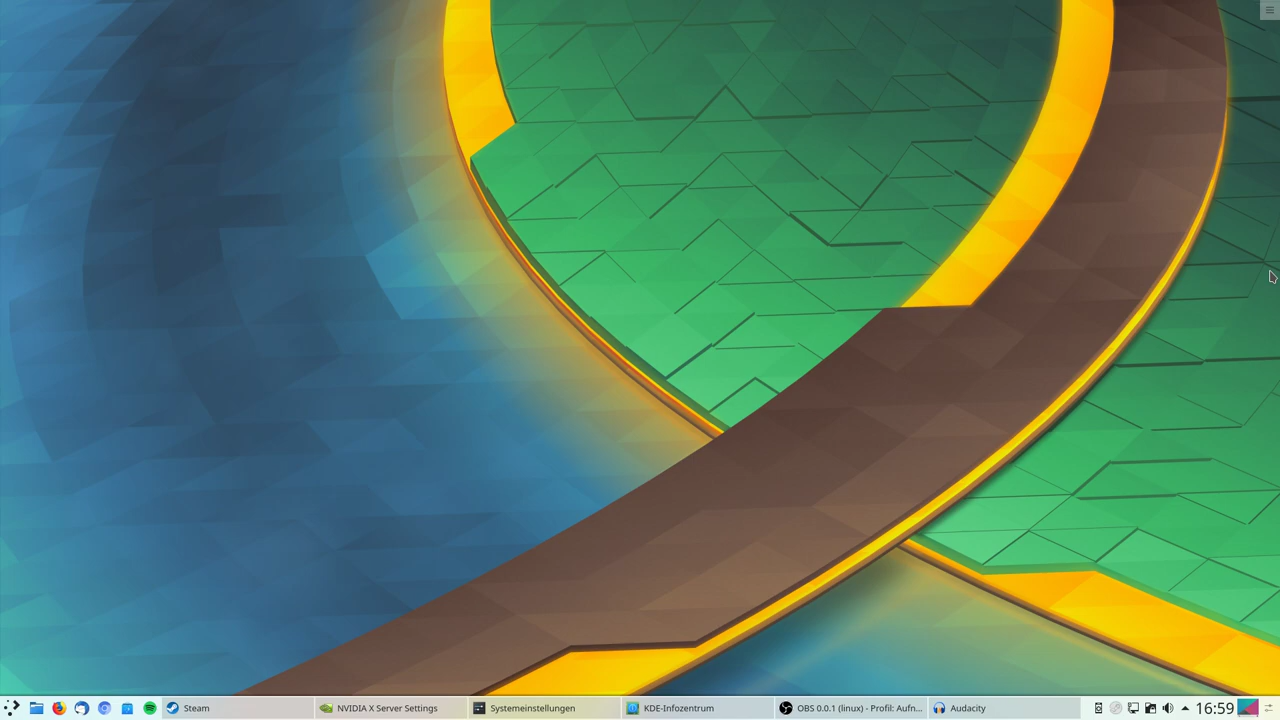 Steam
NVIDIA X Server Settings
Systemeinstellungen
KDE-Infozentrum
OBS 0.0.1 (linux) - Profil: Aufn...
Audacity
16:59